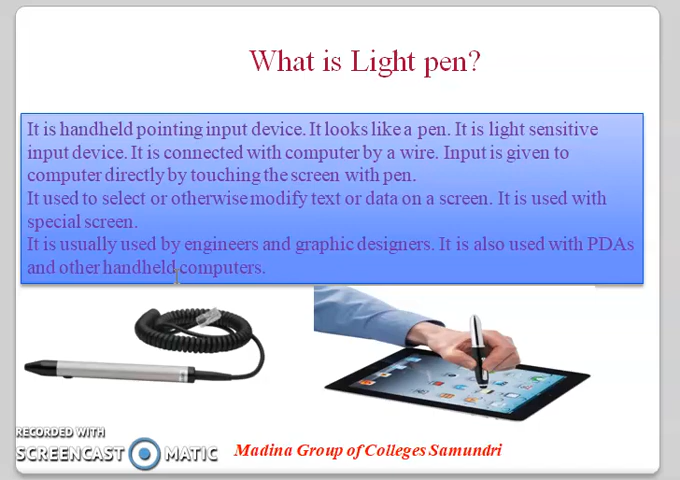 What is Light pen?
It is handheld pointing input device. It looks like a pen. It is light sensitive
input device. It is connected with computer by a wire. Input is given to
computer directly by touching the screen with pen.
It used to select or otherwise modify text or data on a screen. It is used with
special screen.
It is usually used by engineers and graphic designers. It is also used with PDAs
and other handheld computers.
RECORDED WITH
SCREENCAST MATIC
Madina Group of Colleges Samundri